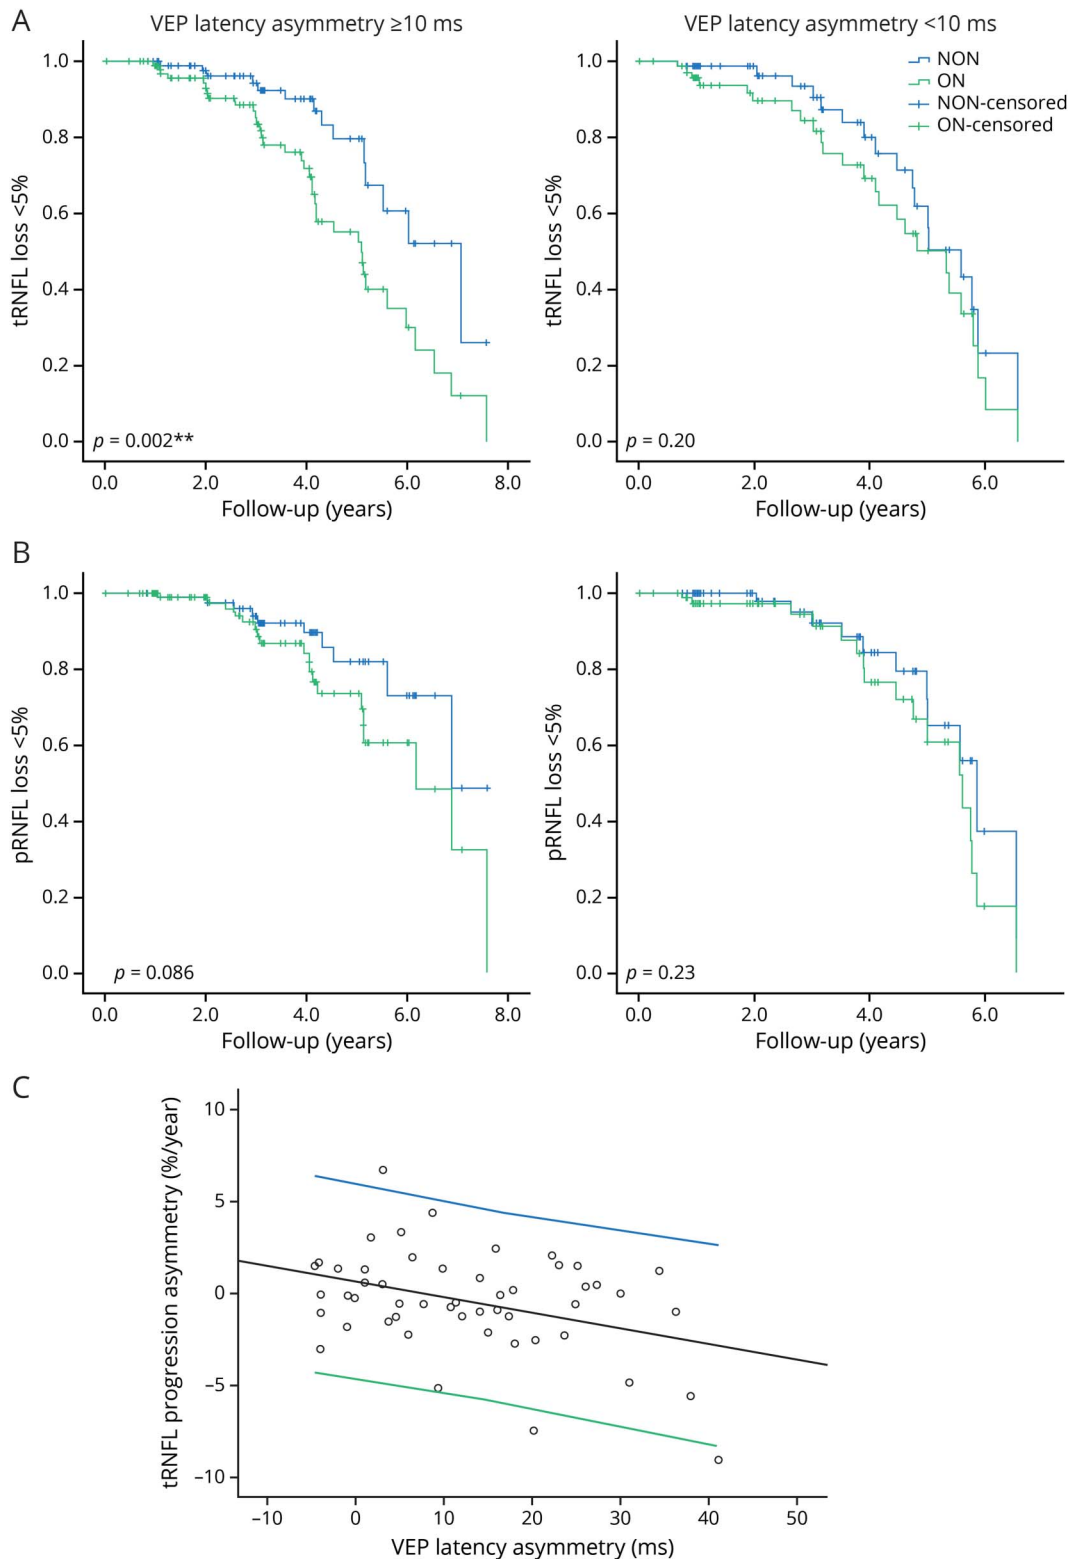 A
VEP latency asymmetry ≥10 ms
VEP latency asymmetry <10 ms
tRNFL loss <5%
1.0
0.8
0.6
0.4
0.2
0.0
p = 0.002**
0.0 2.0 4.0 6.0 8.0
Follow-up (years)
tRNFL loss <5%
1.0
0.8
0.6
0.4
0.2
0.0
NON
ON
NON-censored
ON-censored
p = 0.20
0.0 2.0 4.0 6.0
Follow-up (years)
B
pRNFL loss <5%
1.0
0.8
0.6
0.4
0.2
0.0
p = 0.086
0.0 2.0 4.0 6.0 8.0
Follow-up (years)
pRNFL loss <5%
1.0
0.8
0.6
0.4
0.2
0.0
p = 0.23
0.0 2.0 4.0 6.0
Follow-up (years)
C
tRNFL progression asymmetry (%/year)
10
5
0
−5
−10
−10 0 10 20 30 40 50
VEP latency asymmetry (ms)